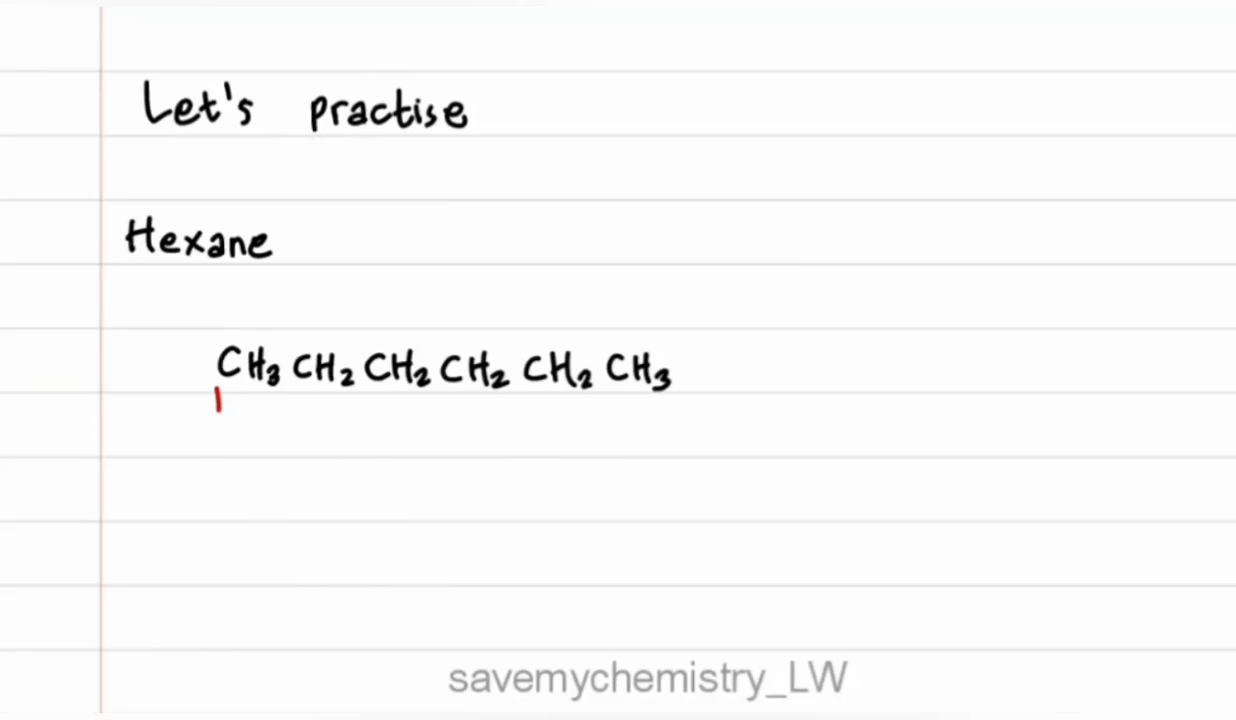 Let's practise
Hexane
CH₃ CH₂ CH₂ CH₂ CH₂ CH₃
savemychemistry_LW